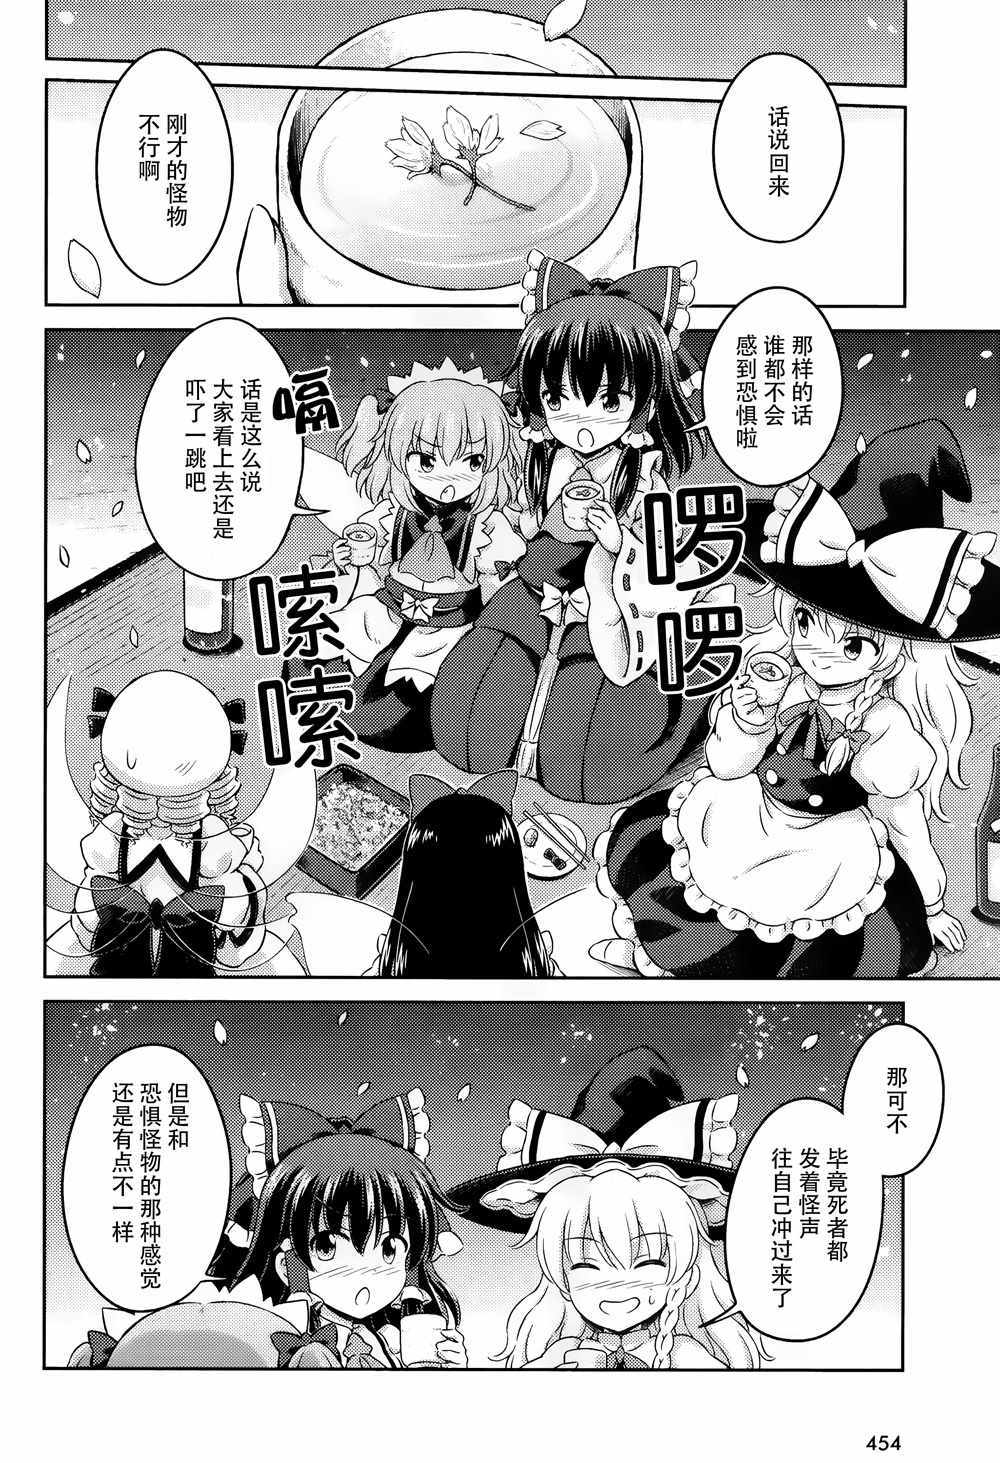 话说回来
刚才的怪物
不行啊
那样的话
谁都不会
感到恐惧啦
话是这么说
大家看上去还是
吓了一跳吧
嗝
啰
啰
嗦
嗦
那可不
毕竟死者都
发着怪声
往自己冲过来了
但是和
恐惧怪物的那种感觉
还是有点不一样
454